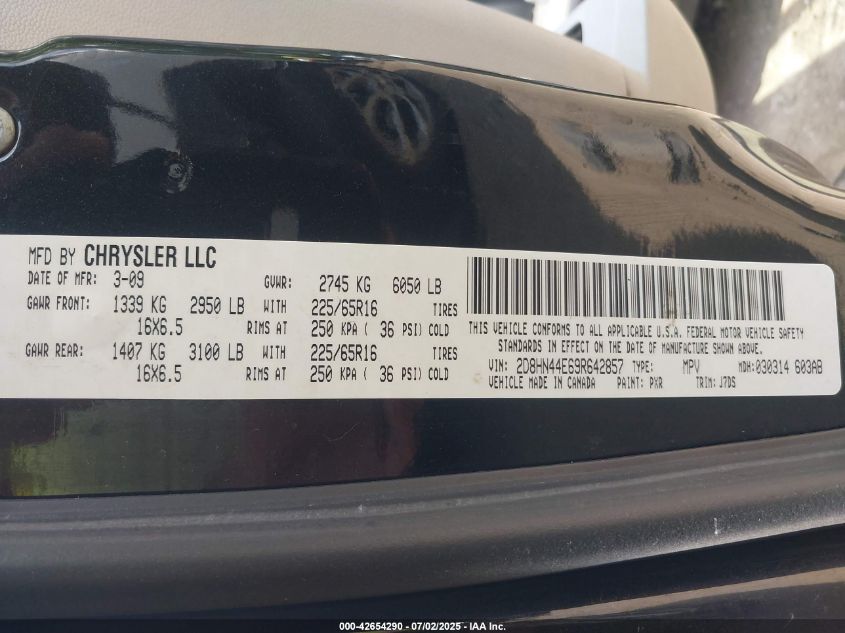 MFD BY CHRYSLER LLC
DATE OF MFR: 3-09 GVWR: 2745 KG 6050 LB
GAWR FRONT: 1339 KG 2950 LB WITH 225/65R16 TIRES
16X6.5 RIMS AT 250 KPA ( 36 PSI) COLD
GAWR REAR: 1407 KG 3100 LB WITH 225/65R16 TIRES
16X6.5 RIMS AT 250 KPA ( 36 PSI) COLD
THIS VEHICLE CONFORMS TO ALL APPLICABLE U.S.A. FEDERAL MOTOR VEHICLE SAFETY
STANDARDS IN EFFECT ON THE DATE OF MANUFACTURE SHOWN ABOVE.
VIN: 2D8HN44E69R642857 TYPE: MPV MDH:030314 603AB
VEHICLE MADE IN CANADA PAINT: PXR TRIM: J7DS
000-42654290 - 07/02/2025 - IAA Inc.